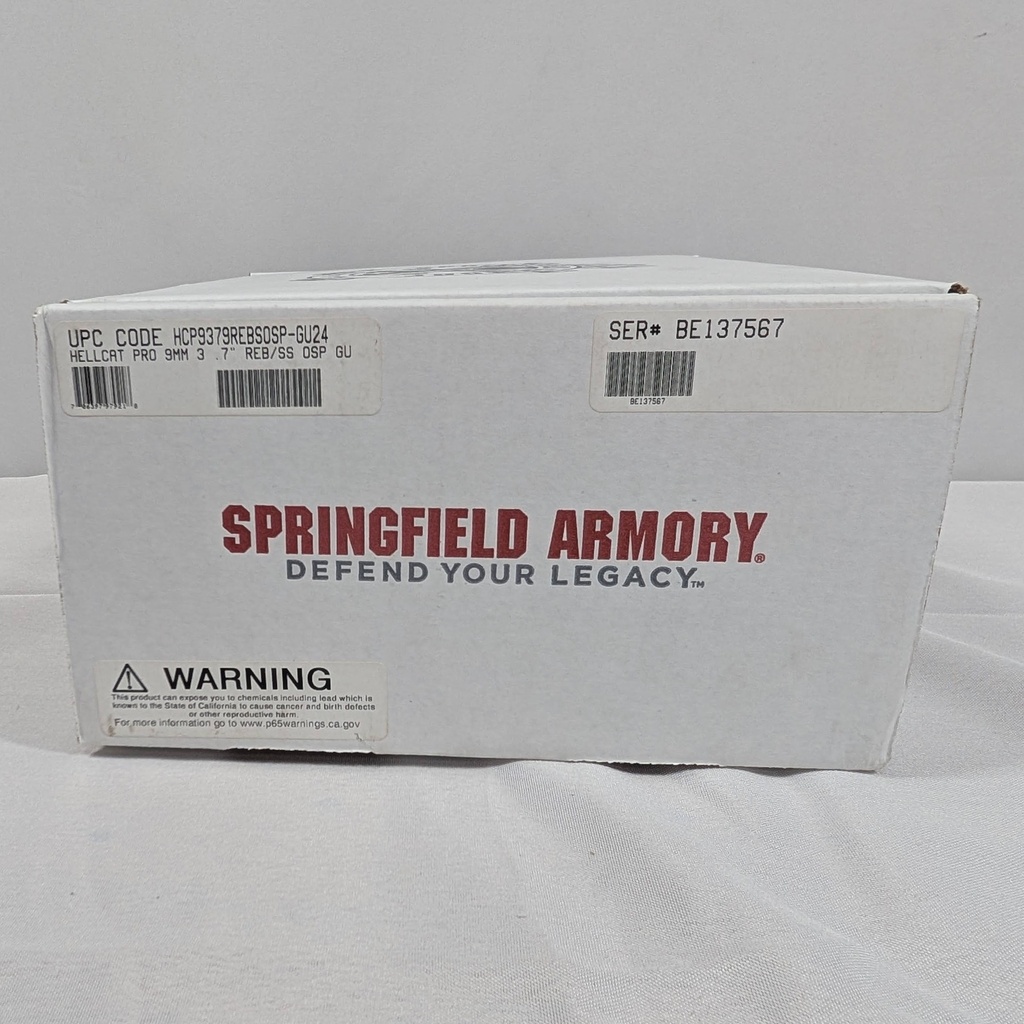 UPC CODE HCP9379REBSOSP-GU24
HELLCAT PRO 9MM 3 .7" REB/SS OSP GU
SER# BE137567
BE137567
SPRINGFIELD ARMORY®
DEFEND YOUR LEGACY™
⚠ WARNING
This product can expose you to chemicals including lead which is
known to the State of California to cause cancer and birth defects
or other reproductive harm.
For more information go to www.p65warnings.ca.gov